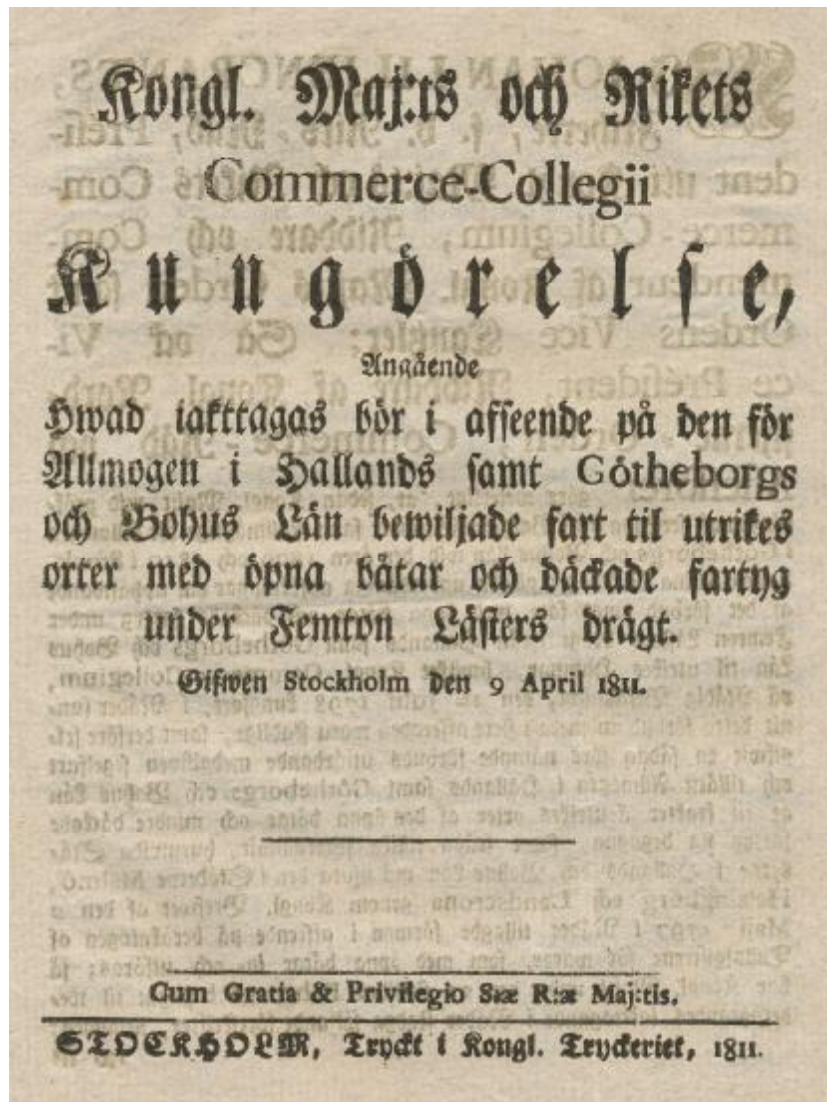 Kongl. Maj:ts och Rikets
Commerce-Collegii
Kungörelse,
Angående
Hwad iakttagas bör i afseende på den för
Allmogen i Hallands samt Götheborgs
och Bohus Län bewiljade fart til utrikes
orter med öpna båtar och däckade fartyg
under Femton Lästers drägt.
Gifwen Stockholm den 9 April 1811.
Cum Gratia & Privilegio S:æ R:æ Maj:tis.
STOCKHOLM, Tryckt i Kongl. Tryckeriet, 1811.